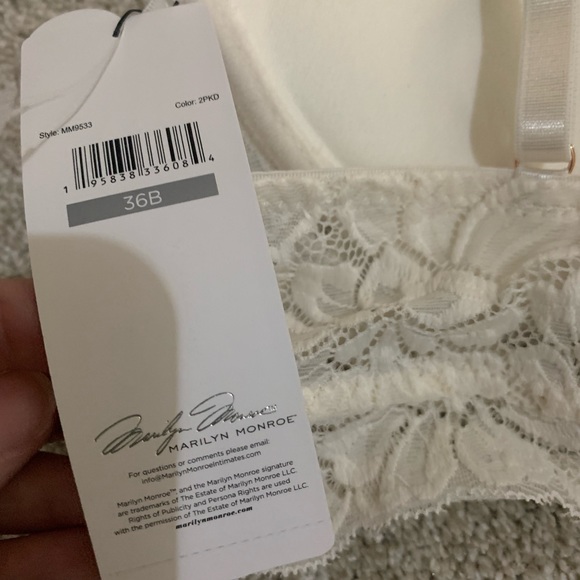 Color: 2PKD
Style: MM9533
1 95838 33608 4
36B
Marilyn Monroe
MARILYN MONROE™
For questions or comments please email:
info@MarilynMonroeIntimates.com
Marilyn Monroe™ and the Marilyn Monroe signature
are trademarks of The Estate of Marilyn Monroe LLC.
Rights of Publicity and Persona Rights are used
with the permission of The Estate of Marilyn Monroe LLC.
marilynmonroe.com